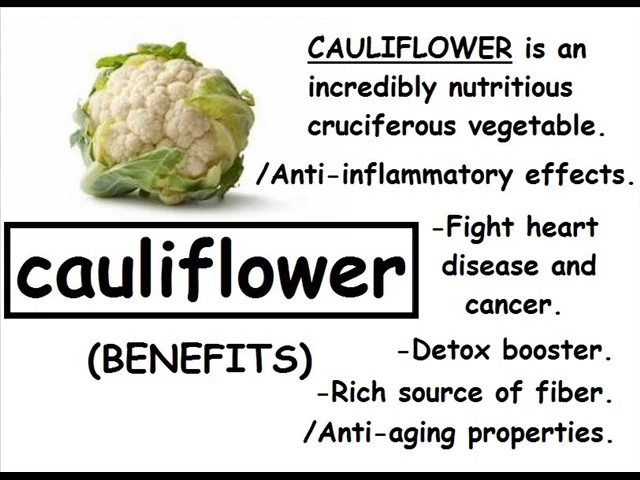 CAULIFLOWER is an
incredibly nutritious
cruciferous vegetable.
/Anti-inflammatory effects.
cauliflower
(BENEFITS)
-Fight heart
disease and
cancer.
-Detox booster.
-Rich source of fiber.
/Anti-aging properties.